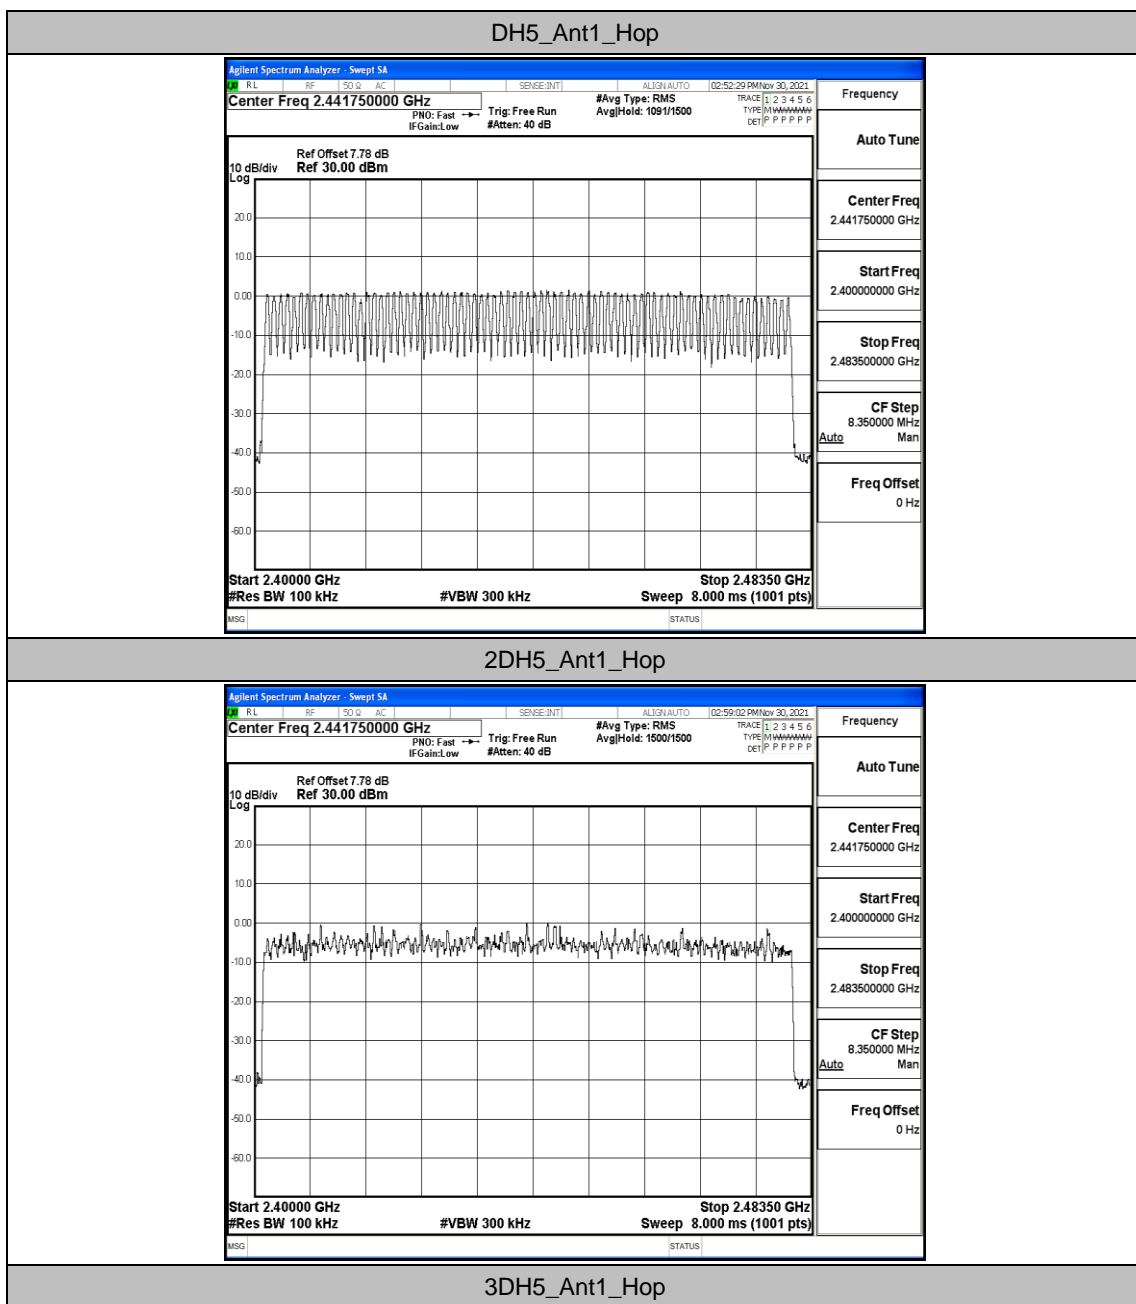 DH5_Ant1_Hop
Agilent Spectrum Analyzer - Swept SA
LXI RL RF 50 Ω AC SENSE:INT ALIGNAUTO 02:52:29 PM Nov 30, 2021
Center Freq 2.441750000 GHz
PNO: Fast
IFGain:Low
Trig: Free Run
#Atten: 40 dB
#Avg Type: RMS
Avg|Hold: 1091/1500
TRACE 1 2 3 4 5 6
TYPE M
DET P P P P P P
Ref Offset 7.78 dB
10 dB/div Ref 30.00 dBm
Log
20.0
10.0
0.00
-10.0
-20.0
-30.0
-40.0
-50.0
-60.0
Start 2.40000 GHz Stop 2.48350 GHz
#Res BW 100 kHz #VBW 300 kHz Sweep 8.000 ms (1001 pts)
MSG STATUS
Frequency
Auto Tune
Center Freq
2.441750000 GHz
Start Freq
2.400000000 GHz
Stop Freq
2.483500000 GHz
CF Step
8.350000 MHz
Auto Man
Freq Offset
0 Hz
2DH5_Ant1_Hop
Agilent Spectrum Analyzer - Swept SA
LXI RL RF 50 Ω AC SENSE:INT ALIGNAUTO 02:59:02 PM Nov 30, 2021
Center Freq 2.441750000 GHz
PNO: Fast
IFGain:Low
Trig: Free Run
#Atten: 40 dB
#Avg Type: RMS
Avg|Hold: 1500/1500
TRACE 1 2 3 4 5 6
TYPE M
DET P P P P P P
Ref Offset 7.78 dB
10 dB/div Ref 30.00 dBm
Log
20.0
10.0
0.00
-10.0
-20.0
-30.0
-40.0
-50.0
-60.0
Start 2.40000 GHz Stop 2.48350 GHz
#Res BW 100 kHz #VBW 300 kHz Sweep 8.000 ms (1001 pts)
MSG STATUS
Frequency
Auto Tune
Center Freq
2.441750000 GHz
Start Freq
2.400000000 GHz
Stop Freq
2.483500000 GHz
CF Step
8.350000 MHz
Auto Man
Freq Offset
0 Hz
3DH5_Ant1_Hop